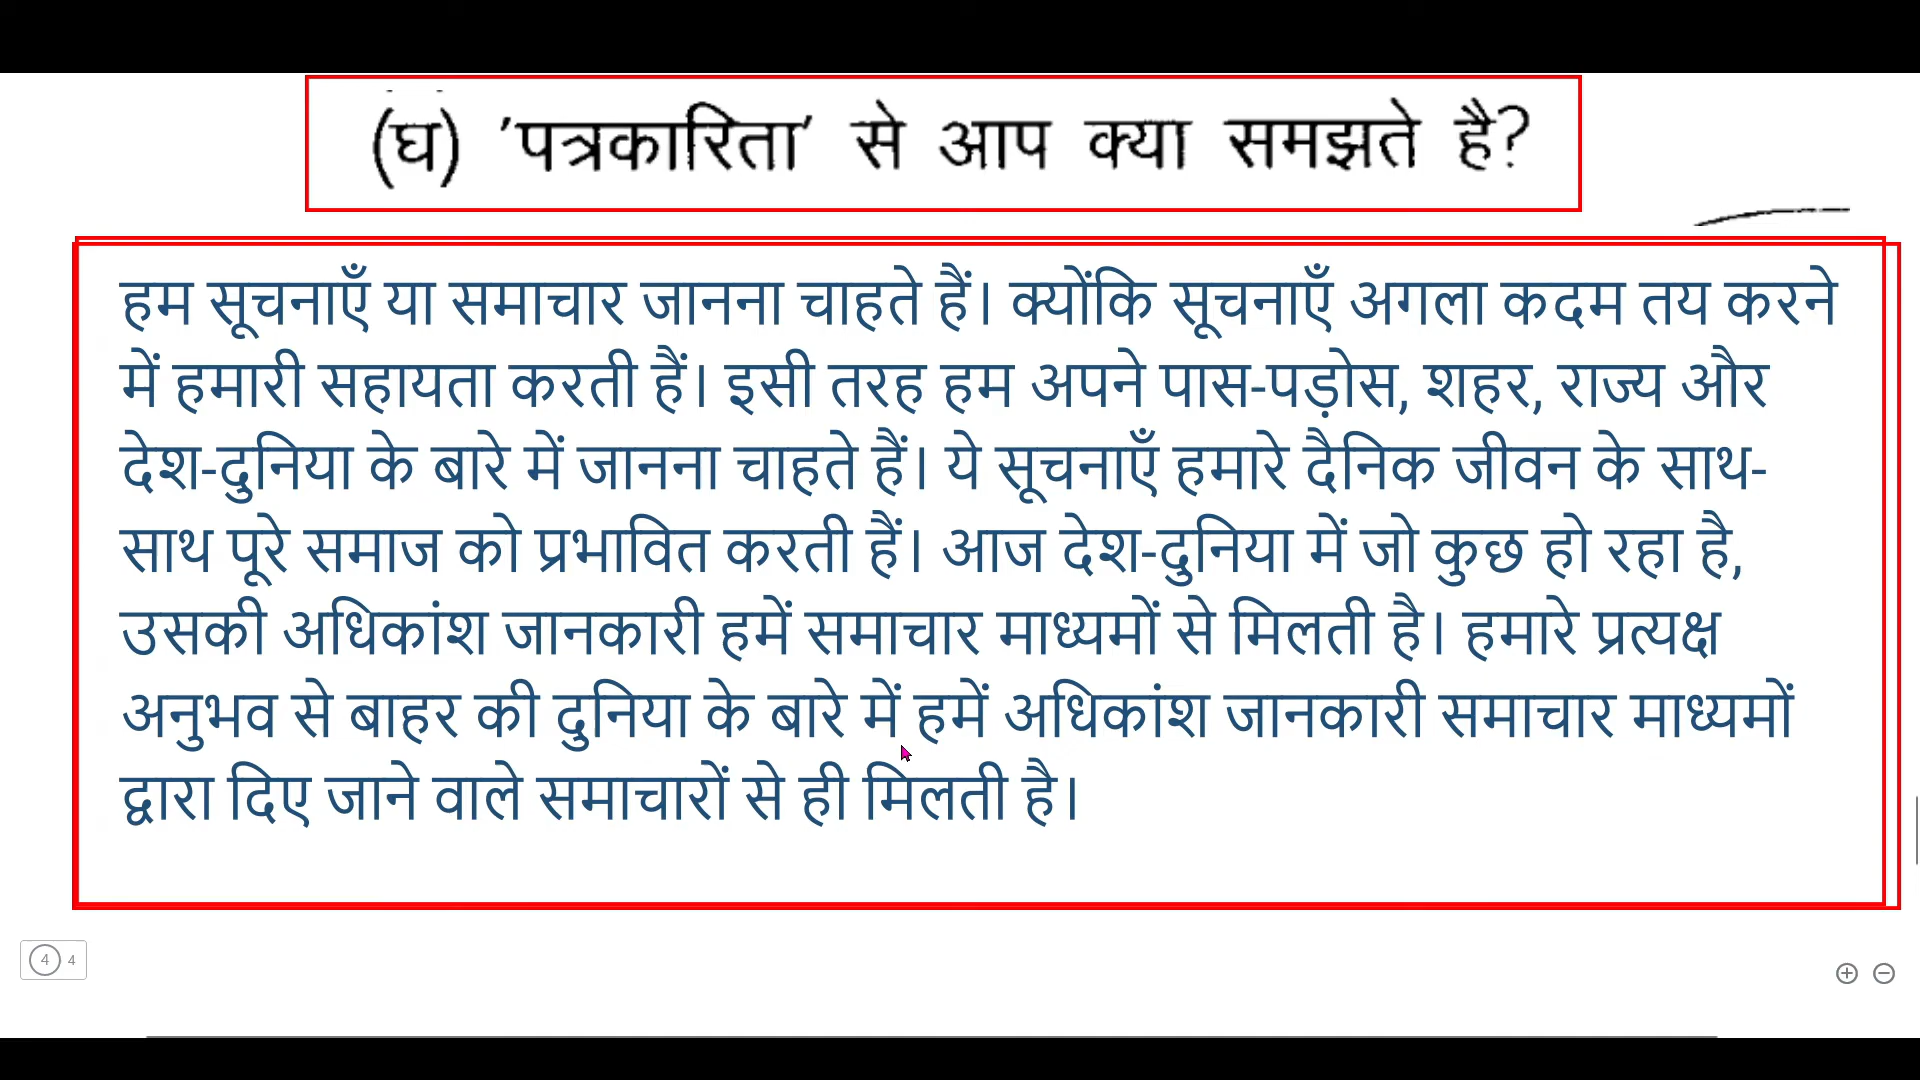 (घ) 'पत्रकारिता' से आप क्या समझते है?
हम सूचनाएँ या समाचार जानना चाहते हैं। क्योंकि सूचनाएँ अगला कदम तय करने
में हमारी सहायता करती हैं। इसी तरह हम अपने पास-पड़ोस, शहर, राज्य और
देश-दुनिया के बारे में जानना चाहते हैं। ये सूचनाएँ हमारे दैनिक जीवन के साथ-
साथ पूरे समाज को प्रभावित करती हैं। आज देश-दुनिया में जो कुछ हो रहा है,
उसकी अधिकांश जानकारी हमें समाचार माध्यमों से मिलती है। हमारे प्रत्यक्ष
अनुभव से बाहर की दुनिया के बारे में हमें अधिकांश जानकारी समाचार माध्यमों
द्वारा दिए जाने वाले समाचारों से ही मिलती है।
4 4